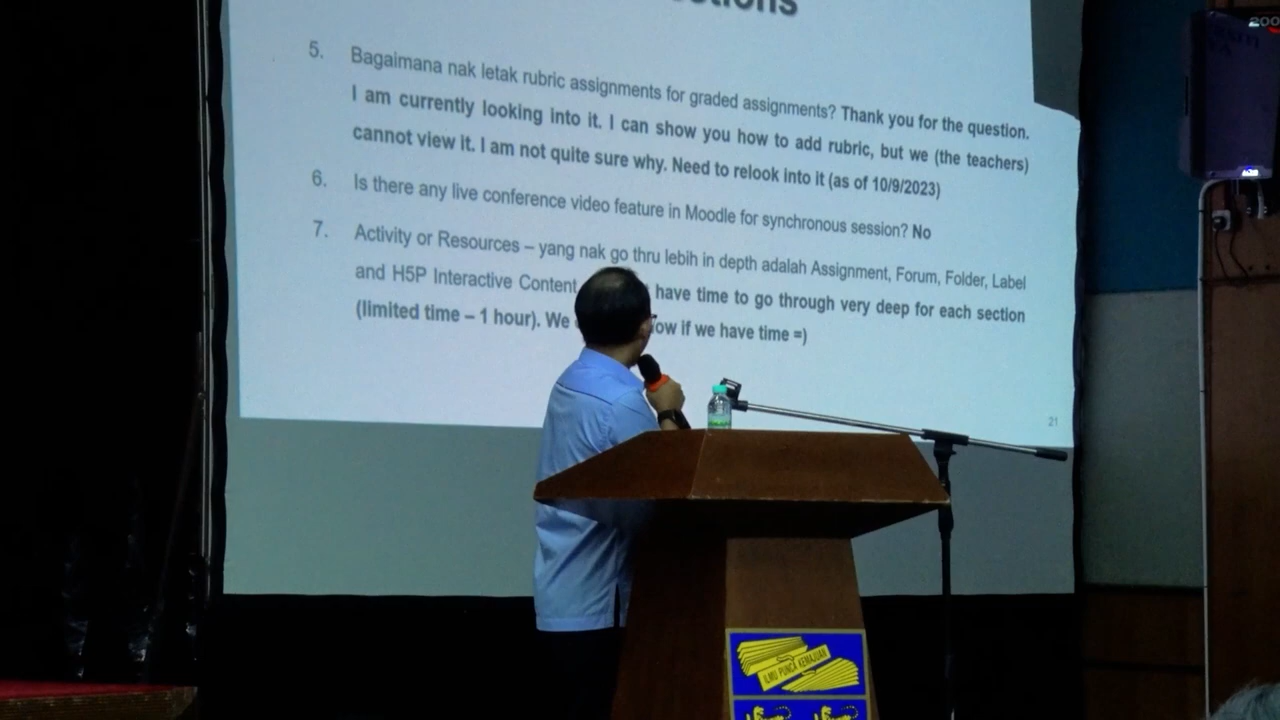 5. Bagaimana nak letak rubric assignments for graded assignments? Thank you for the question.
I am currently looking into it. I can show you how to add rubric, but we (the teachers)
cannot view it. I am not quite sure why. Need to relook into it (as of 10/9/2023)
6. Is there any live conference video feature in Moodle for synchronous session? No
7. Activity or Resources – yang nak go thru lebih in depth adalah Assignment, Forum, Folder, Label
and H5P Interactive Content have time to go through very deep for each section
(limited time – 1 hour). We if we have time =)
21
ILMU PUNCA KEMAJUAN